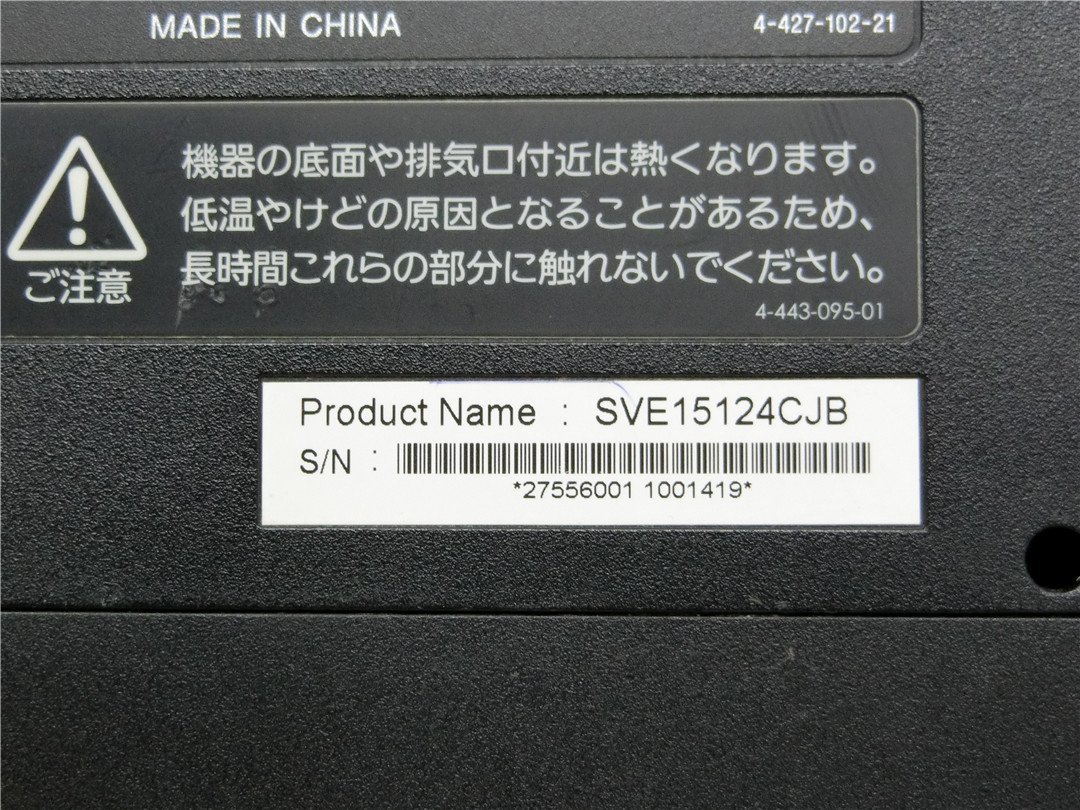 MADE IN CHINA
4-427-102-21
機器の底面や排気口付近は熱くなります。
低温やけどの原因となることがあるため、
長時間これらの部分に触れないでください。
ご注意
4-443-095-01
Product Name : SVE15124CJB
S/N :
*27556001 1001419*